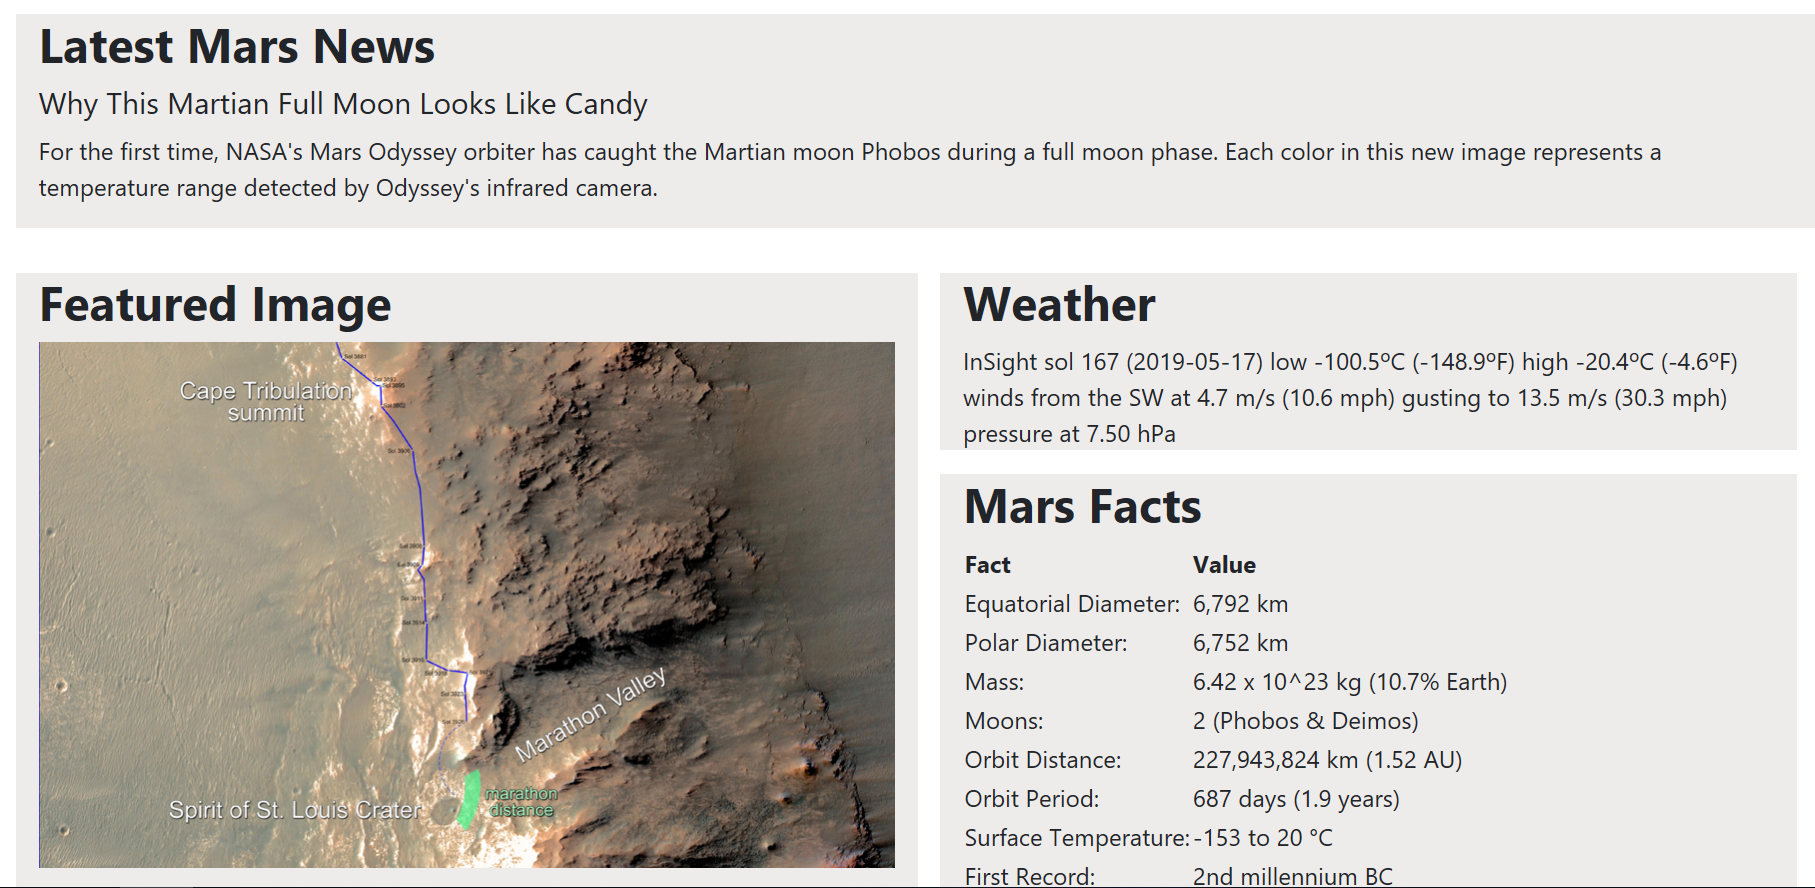 Latest Mars News
Why This Martian Full Moon Looks Like Candy
For the first time, NASA's Mars Odyssey orbiter has caught the Martian moon Phobos during a full moon phase. Each color in this new image represents a
temperature range detected by Odyssey's infrared camera.
Featured Image
Cape Tribulation
summit
Marathon Valley
Spirit of St. Louis Crater
marathon
distance
Weather
InSight sol 167 (2019-05-17) low -100.5ºC (-148.9ºF) high -20.4ºC (-4.6ºF)
winds from the SW at 4.7 m/s (10.6 mph) gusting to 13.5 m/s (30.3 mph)
pressure at 7.50 hPa
Mars Facts
Fact Value
Equatorial Diameter: 6,792 km
Polar Diameter: 6,752 km
Mass: 6.42 x 10^23 kg (10.7% Earth)
Moons: 2 (Phobos & Deimos)
Orbit Distance: 227,943,824 km (1.52 AU)
Orbit Period: 687 days (1.9 years)
Surface Temperature: -153 to 20 °C
First Record: 2nd millennium BC